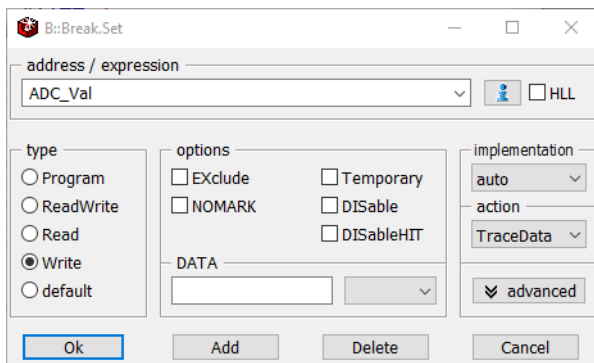 B::Break.Set
address / expression
ADC_Val
HLL
type
Program
ReadWrite
Read
Write
default
options
EXclude
Temporary
NOMARK
DISable
DISableHIT
DATA
implementation
auto
action
TraceData
advanced
Ok
Add
Delete
Cancel